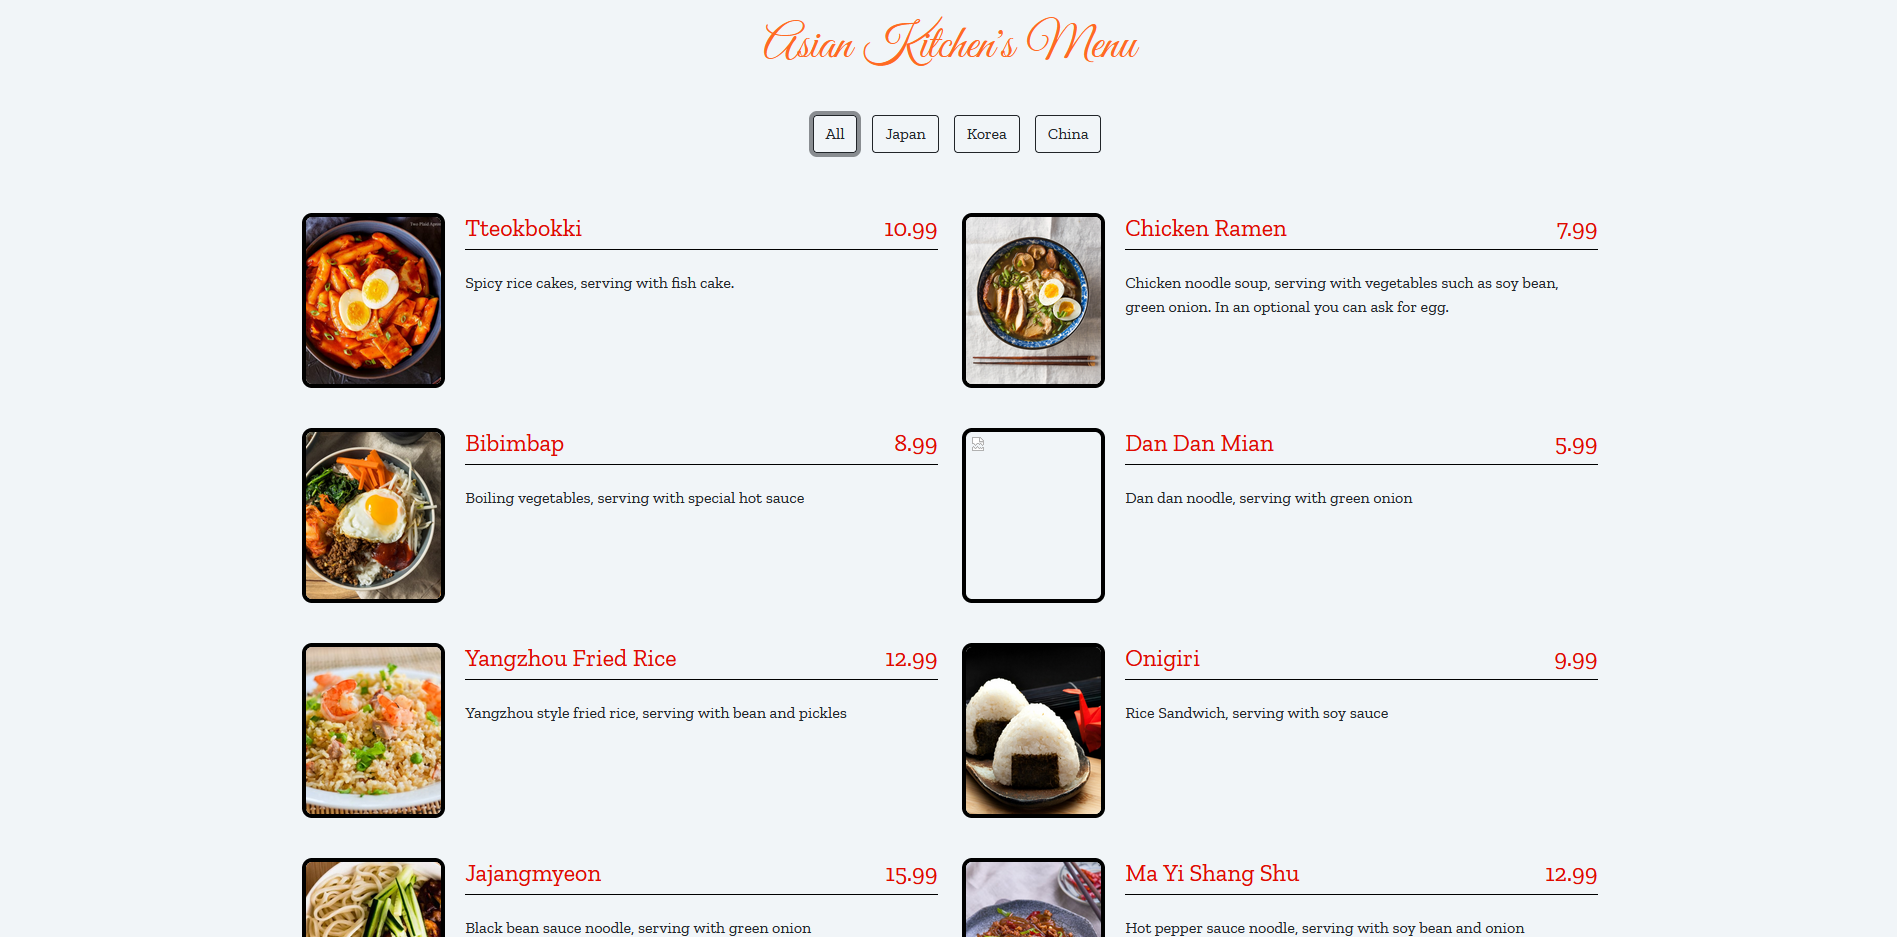 Asian Kitchen's Menu
All
Japan
Korea
China
Tteokbokki
10.99
Spicy rice cakes, serving with fish cake.
Chicken Ramen
7.99
Chicken noodle soup, serving with vegetables such as soy bean,
green onion. In an optional you can ask for egg.
Bibimbap
8.99
Boiling vegetables, serving with special hot sauce
Dan Dan Mian
5.99
Dan dan noodle, serving with green onion
Yangzhou Fried Rice
12.99
Yangzhou style fried rice, serving with bean and pickles
Onigiri
9.99
Rice Sandwich, serving with soy sauce
Jajangmyeon
15.99
Black bean sauce noodle, serving with green onion
Ma Yi Shang Shu
12.99
Hot pepper sauce noodle, serving with soy bean and onion